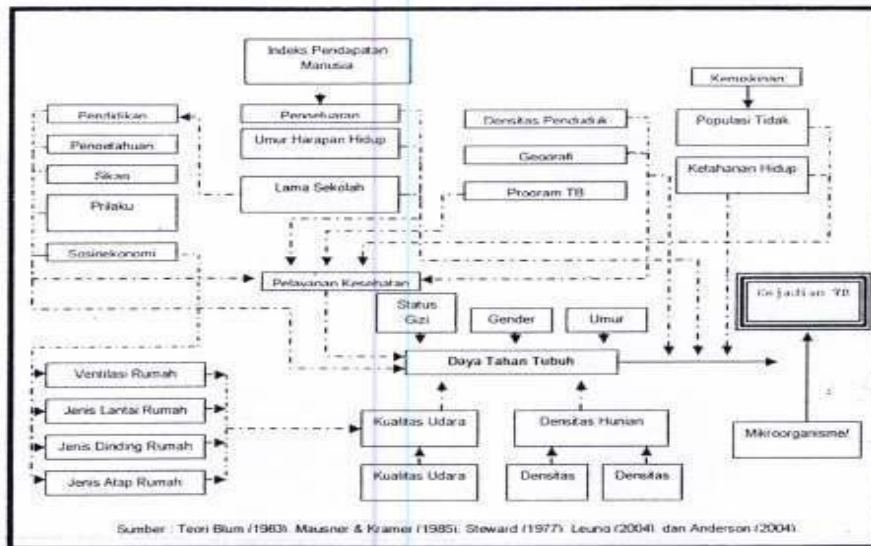 Indeks Pendapatan
Manusia
Kemiskinan
Pendidikan
Pengeluaran
Densitas Penduduk
Populasi Tidak
Pengetahuan
Umur Harapan Hidup
Geografi
Ketahanan Hidup
Sikap
Lama Sekolah
Program TB
Prilaku
Sosinekonomi
Pelayanan Kesehatan
Kejadian TB
Status
Gizi
Gender
Umur
Daya Tahan Tubuh
Ventilasi Rumah
Jenis Lantai Rumah
Kualitas Udara
Densitas Hunian
Mikroorganisme/
Jenis Dinding Rumah
Jenis Atap Rumah
Kualitas Udara
Densitas
Densitas
Sumber : Teori Blum (1963), Mausner & Kramer (1985), Steward (1977), Leung (2004), dan Anderson (2004).